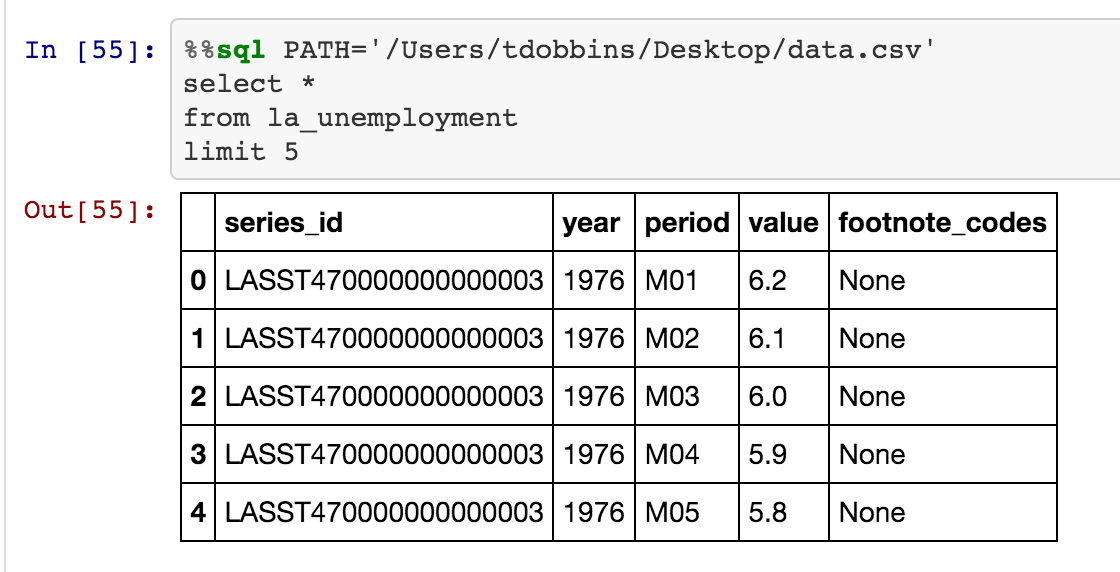 In [55]: %%sql PATH='/Users/tdobbins/Desktop/data.csv'
select *
from la_unemployment
limit 5
Out[55]:
series_id year period value footnote_codes
0 LASST470000000000003 1976 M01 6.2 None
1 LASST470000000000003 1976 M02 6.1 None
2 LASST470000000000003 1976 M03 6.0 None
3 LASST470000000000003 1976 M04 5.9 None
4 LASST470000000000003 1976 M05 5.8 None